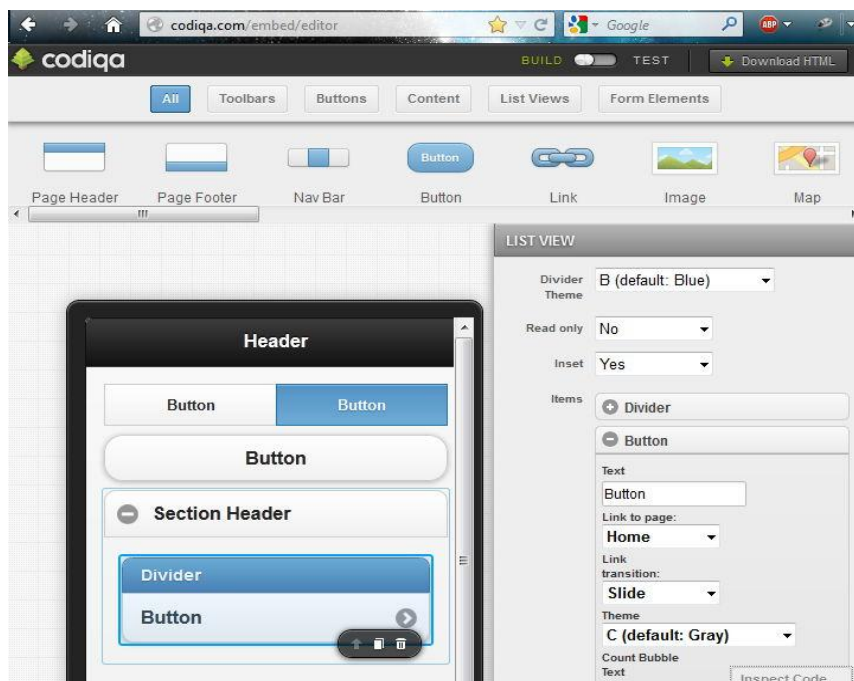 codiqa.com/embed/editor
Google
ABP
codiqa
BUILD
TEST
Download HTML
All
Toolbars
Buttons
Content
List Views
Form Elements
Button
Page Header
Page Footer
Nav Bar
Button
Link
Image
Map
LIST VIEW
Divider
Theme
B (default: Blue)
Read only
No
Inset
Yes
Items
Divider
Button
Text
Button
Link to page:
Home
Link
transition:
Slide
Theme
C (default: Gray)
Count Bubble
Text
Inspect Code
Header
Button
Button
Button
Section Header
Divider
Button